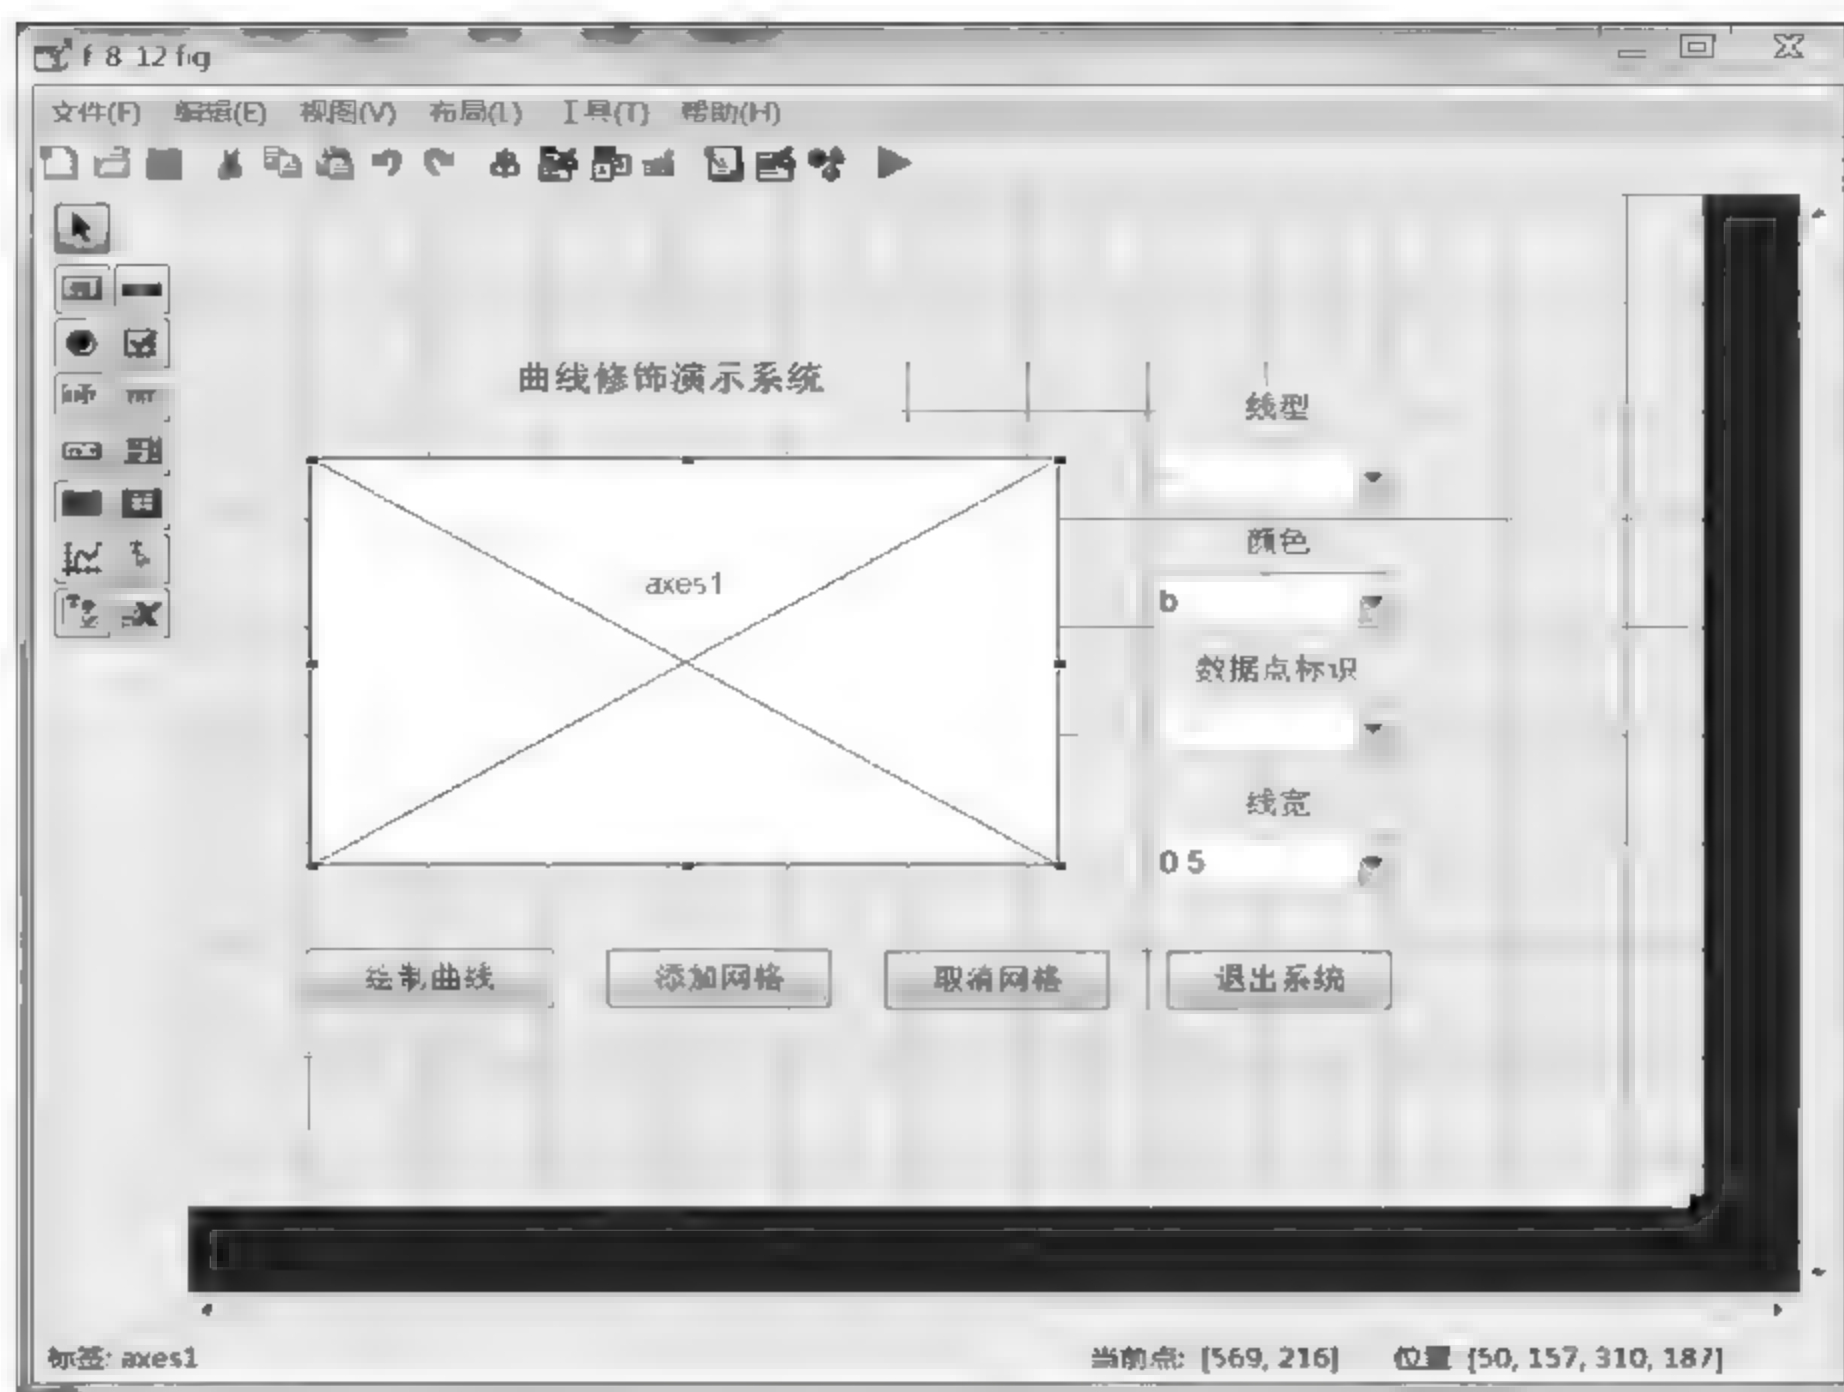 f 8 12 fig
文件(F) 编辑(E) 视图(V) 布局(L) 工具(T) 帮助(H)
曲线修饰演示系统
线型
axes1
颜色
b
数据点标识
线宽
0 5
绘制曲线 添加网格 取消网格 退出系统
标签: axes1 当前点: [569, 216] 位置 [50, 157, 310, 187]